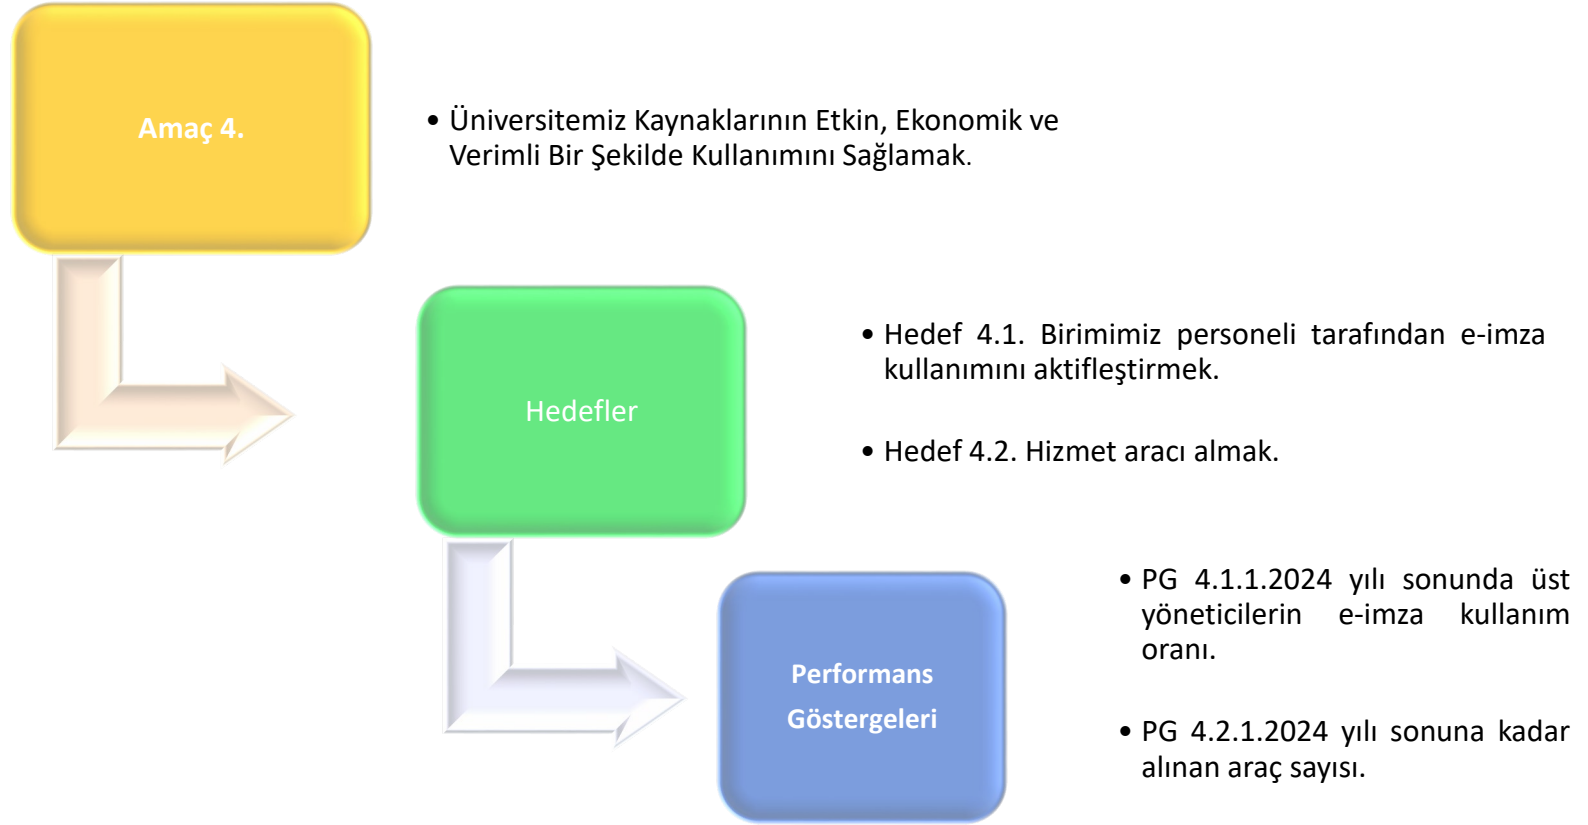 Amaç 4.
• Üniversitemiz Kaynaklarının Etkin, Ekonomik ve
Verimli Bir Şekilde Kullanımını Sağlamak.
Hedefler
• Hedef 4.1. Birimimiz personeli tarafından e-imza
kullanımını aktifleştirmek.
• Hedef 4.2. Hizmet aracı almak.
Performans
Göstergeleri
• PG 4.1.1.2024 yılı sonunda üst
yöneticilerin e-imza kullanım
oranı.
• PG 4.2.1.2024 yılı sonuna kadar
alınan araç sayısı.